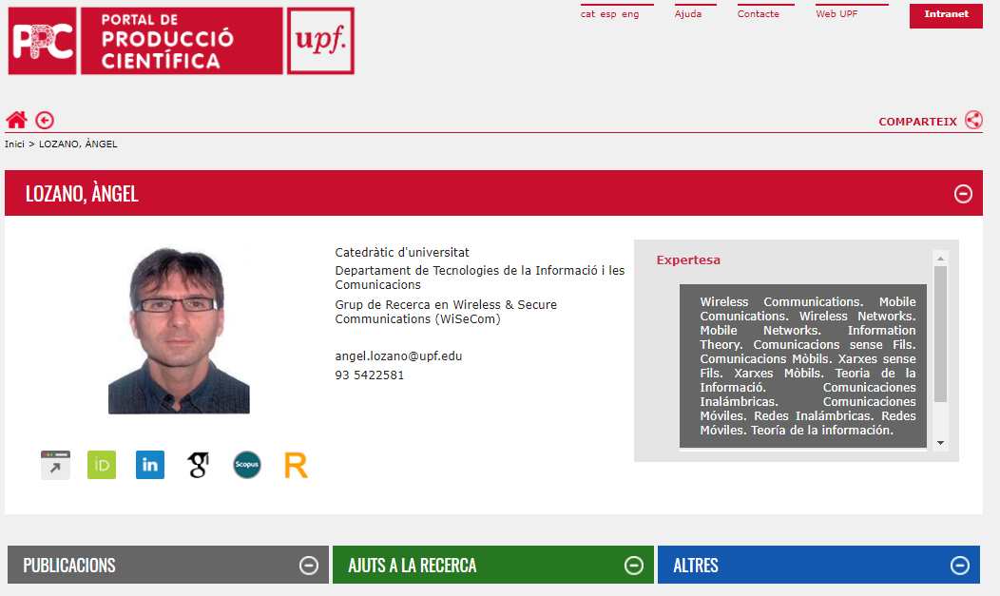 PPC
PORTAL DE
PRODUCCIÓ
CIENTÍFICA
upf.
cat esp eng
Ajuda
Contacte
Web UPF
Intranet
COMPARTEIX
Inici > LOZANO, ÀNGEL
LOZANO, ÀNGEL
Catedràtic d'universitat
Departament de Tecnologies de la Informació i les
Comunicacions
Grup de Recerca en Wireless & Secure
Communications (WiSeCom)
angel.lozano@upf.edu
93 5422581
Expertesa
Wireless Communications. Mobile
Comunications. Wireless Networks.
Mobile Networks. Information
Theory. Comunicacions sense Fils.
Comunicacions Mòbils. Xarxes sense
Fils. Xarxes Mòbils. Teoria de la
Informació. Comunicaciones
Inalámbricas. Comunicaciones
Móviles. Redes Inalámbricas. Redes
Móviles. Teoría de la información.
iD
in
g
Scopus
R
PUBLICACIONS
AJUTS A LA RECERCA
ALTRES